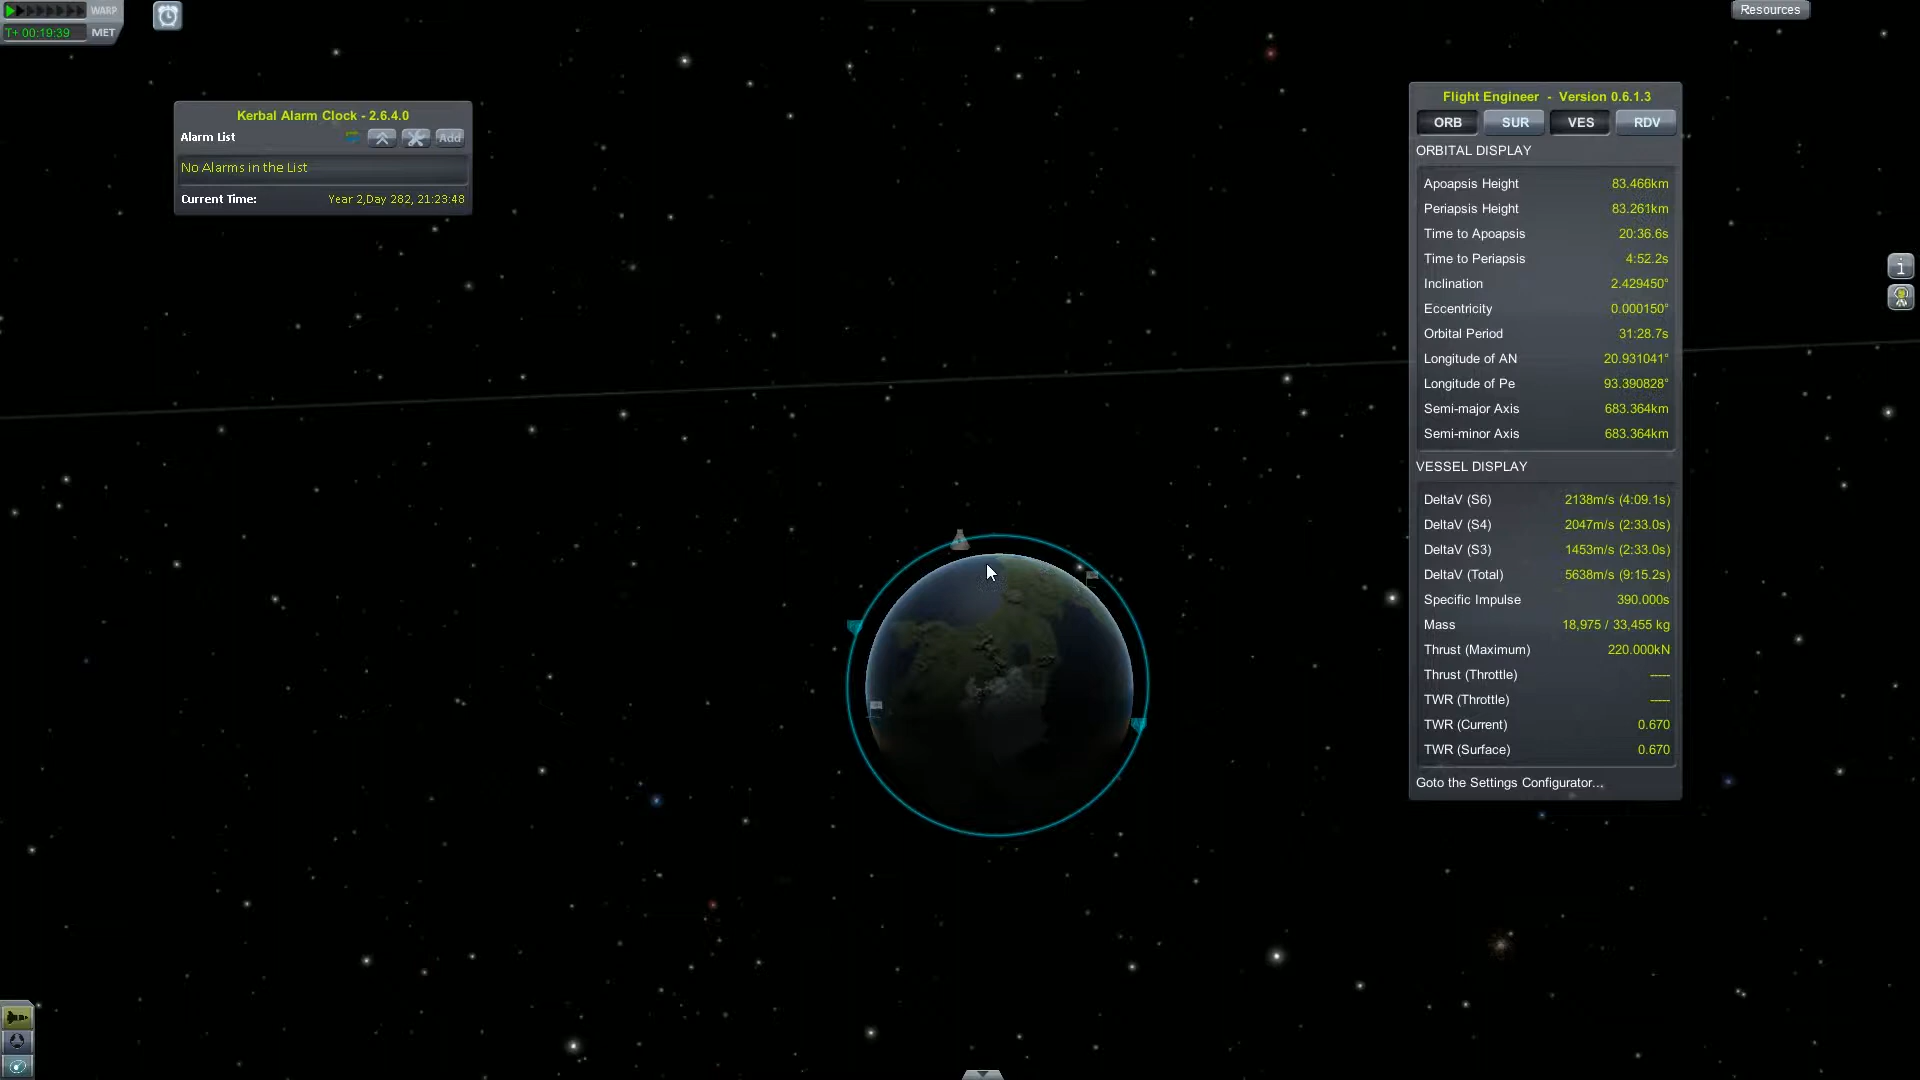 WARP
T+ 00:19:39 MET
Resources
Kerbal Alarm Clock - 2.6.4.0
Alarm List
Add
No Alarms in the List
Current Time: Year 2,Day 282, 21:23:48
Flight Engineer - Version 0.6.1.3
ORB SUR VES RDV
ORBITAL DISPLAY
Apoapsis Height 83.466km
Periapsis Height 83.261km
Time to Apoapsis 20:36.6s
Time to Periapsis 4:52.2s
Inclination 2.429450°
Eccentricity 0.000150°
Orbital Period 31:28.7s
Longitude of AN 20.931041°
Longitude of Pe 93.390828°
Semi-major Axis 683.364km
Semi-minor Axis 683.364km
VESSEL DISPLAY
DeltaV (S6) 2138m/s (4:09.1s)
DeltaV (S4) 2047m/s (2:33.0s)
DeltaV (S3) 1453m/s (2:33.0s)
DeltaV (Total) 5638m/s (9:15.2s)
Specific Impulse 390.000s
Mass 18,975 / 33,455 kg
Thrust (Maximum) 220.000kN
Thrust (Throttle) -----
TWR (Throttle) -----
TWR (Current) 0.670
TWR (Surface) 0.670
Goto the Settings Configurator...